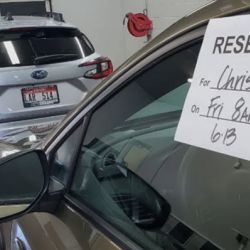 RESE
For Chris
On Fri 8A
6-13